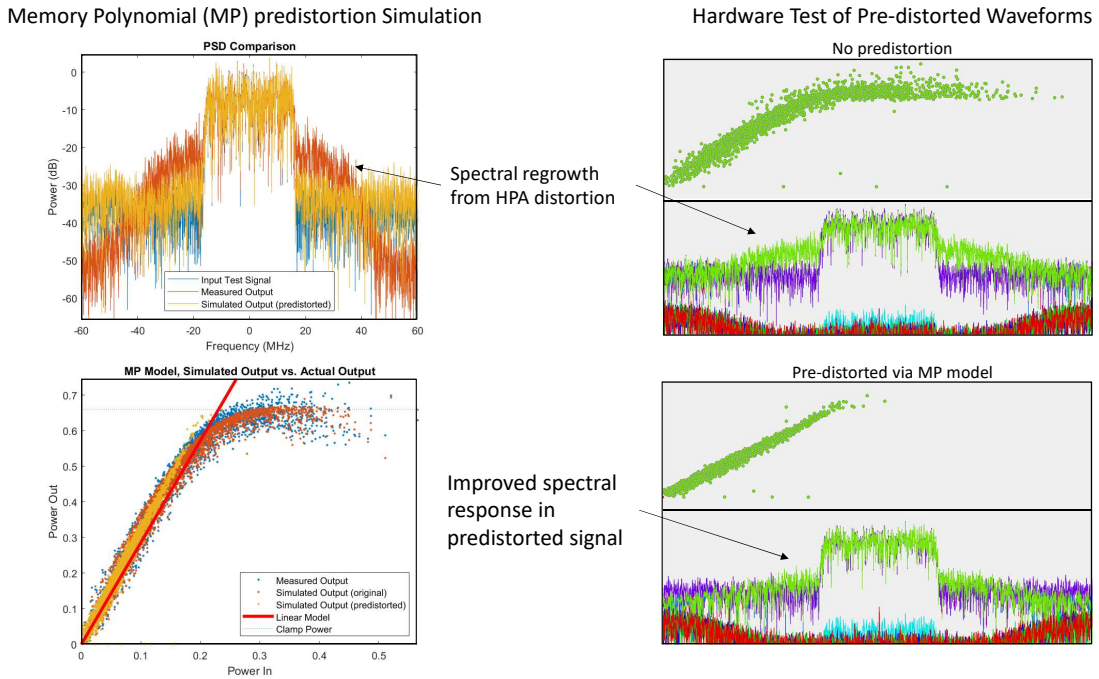 Memory Polynomial (MP) predistortion Simulation
Hardware Test of Pre-distorted Waveforms
PSD Comparison
0
-10
-20
-30
-40
-50
-60
Power (dB)
Input Test Signal
Measured Output
Simulated Output (predistorted)
-60
-40
-20
0
20
40
60
Frequency (MHz)
Spectral regrowth
from HPA distortion
No predistortion
MP Model, Simulated Output vs. Actual Output
0.7
0.6
0.5
0.4
0.3
0.2
0.1
0
Power Out
Measured Output
Simulated Output (original)
Simulated Output (predistorted)
Linear Model
Clamp Power
0
0.1
0.2
0.3
0.4
0.5
Power In
Improved spectral
response in
predistorted signal
Pre-distorted via MP model